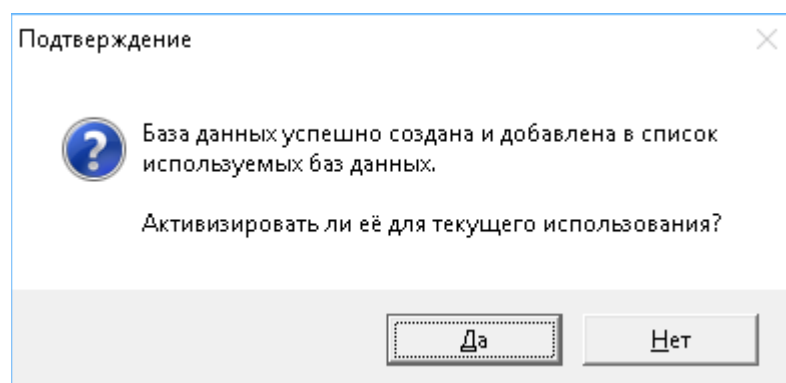 Подтверждение
База данных успешно создана и добавлена в список
используемых баз данных.
Активизировать ли её для текущего использования?
Да
Нет